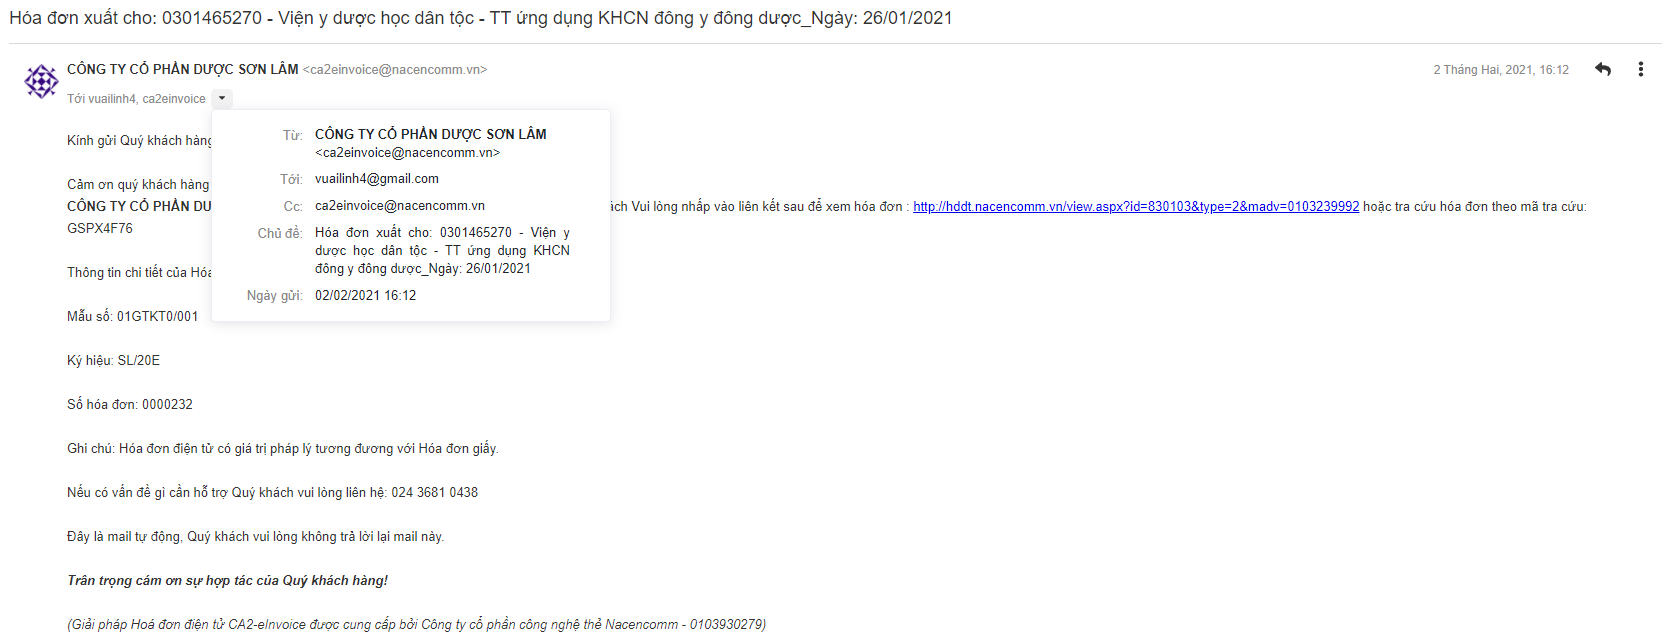 Hóa đơn xuất cho: 0301465270 - Viện y dược học dân tộc - TT ứng dụng KHCN đông y đông dược_Ngày: 26/01/2021
CÔNG TY CỔ PHẦN DƯỢC SƠN LÂM <ca2einvoice@nacencomm.vn>
2 Tháng Hai, 2021, 16:12
Tới vuailinh4, ca2einvoice
Từ: CÔNG TY CỔ PHẦN DƯỢC SƠN LÂM
<ca2einvoice@nacencomm.vn>
Tới: vuailinh4@gmail.com
Cc: ca2einvoice@nacencomm.vn
Chủ đề: Hóa đơn xuất cho: 0301465270 - Viện y
dược học dân tộc - TT ứng dụng KHCN
đông y đông dược_Ngày: 26/01/2021
Ngày gửi: 02/02/2021 16:12
Kính gửi Quý khách hàng
Cảm ơn quý khách hàng
CÔNG TY CỔ PHẦN DƯ ách Vui lòng nhấp vào liên kết sau để xem hóa đơn : http://hddt.nacencomm.vn/view.aspx?id=830103&type=2&madv=0103239992 hoặc tra cứu hóa đơn theo mã tra cứu:
GSPX4F76
Thông tin chi tiết của Hóa
Mẫu số: 01GTKT0/001
Ký hiệu: SL/20E
Số hóa đơn: 0000232
Ghi chú: Hóa đơn điện tử có giá trị pháp lý tương đương với Hóa đơn giấy.
Nếu có vấn đề gì cần hỗ trợ Quý khách vui lòng liên hệ: 024 3681 0438
Đây là mail tự động, Quý khách vui lòng không trả lời lại mail này.
Trân trọng cám ơn sự hợp tác của Quý khách hàng!
(Giải pháp Hoá đơn điện tử CA2-eInvoice được cung cấp bởi Công ty cổ phần công nghệ thẻ Nacencomm - 0103930279)